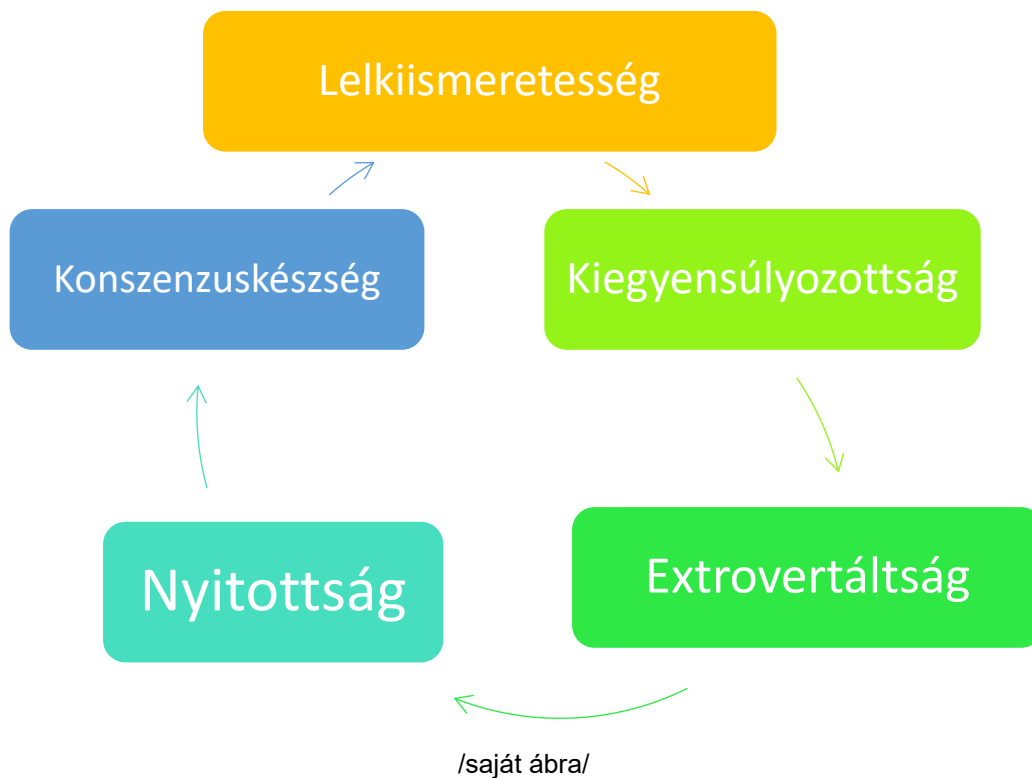 Lelkiismeretesség
Konszenzuskészség
Kiegyensúlyozottság
Nyitottság
Extrovertáltság
/saját ábra/